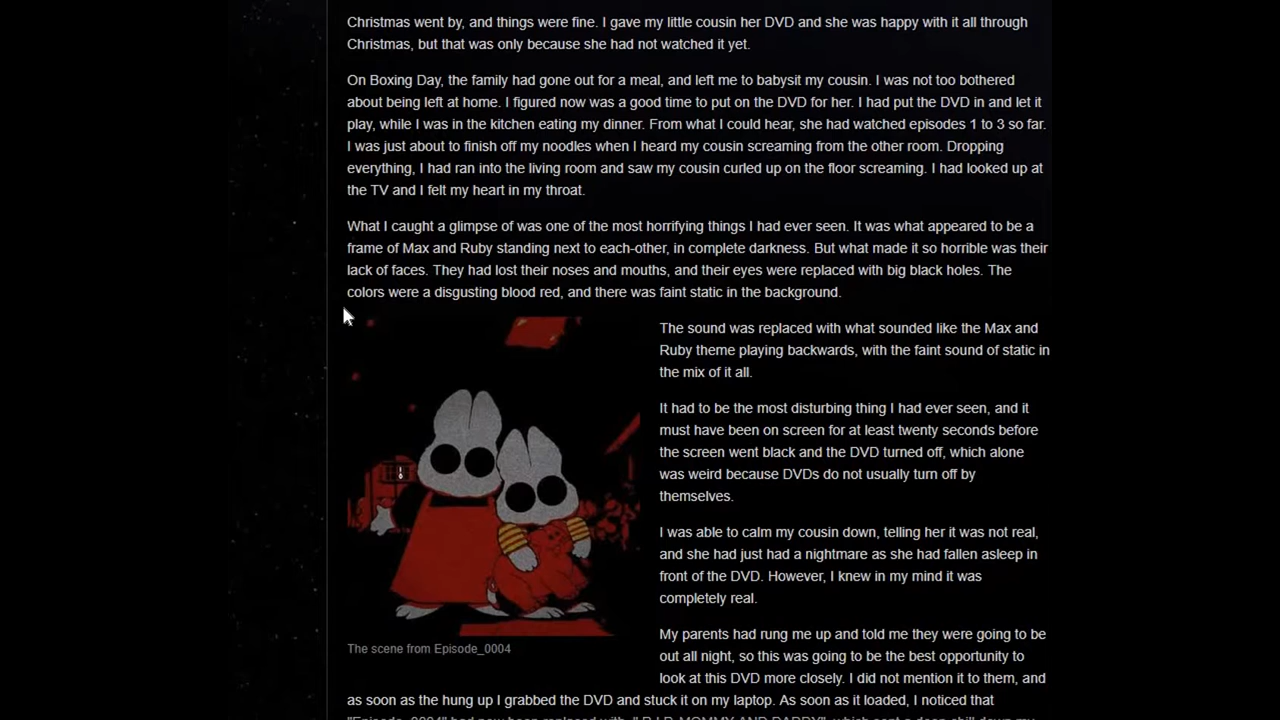 Christmas went by, and things were fine. I gave my little cousin her DVD and she was happy with it all through
Christmas, but that was only because she had not watched it yet.
On Boxing Day, the family had gone out for a meal, and left me to babysit my cousin. I was not too bothered
about being left at home. I figured now was a good time to put on the DVD for her. I had put the DVD in and let it
play, while I was in the kitchen eating my dinner. From what I could hear, she had watched episodes 1 to 3 so far.
I was just about to finish off my noodles when I heard my cousin screaming from the other room. Dropping
everything, I had ran into the living room and saw my cousin curled up on the floor screaming. I had looked up at
the TV and I felt my heart in my throat.
What I caught a glimpse of was one of the most horrifying things I had ever seen. It was what appeared to be a
frame of Max and Ruby standing next to each-other, in complete darkness. But what made it so horrible was their
lack of faces. They had lost their noses and mouths, and their eyes were replaced with big black holes. The
colors were a disgusting blood red, and there was faint static in the background.
The sound was replaced with what sounded like the Max and
Ruby theme playing backwards, with the faint sound of static in
the mix of it all.
It had to be the most disturbing thing I had ever seen, and it
must have been on screen for at least twenty seconds before
the screen went black and the DVD turned off, which alone
was weird because DVDs do not usually turn off by
themselves.
I was able to calm my cousin down, telling her it was not real,
and she had just had a nightmare as she had fallen asleep in
front of the DVD. However, I knew in my mind it was
completely real.
The scene from Episode_0004
My parents had rung me up and told me they were going to be
out all night, so this was going to be the best opportunity to
look at this DVD more closely. I did not mention it to them, and
as soon as the hung up I grabbed the DVD and stuck it on my laptop. As soon as it loaded, I noticed that
"Episode_0004" had now been replaced with, " R.I.P. MOMMY AND DADDY", which sent a deep chill down my